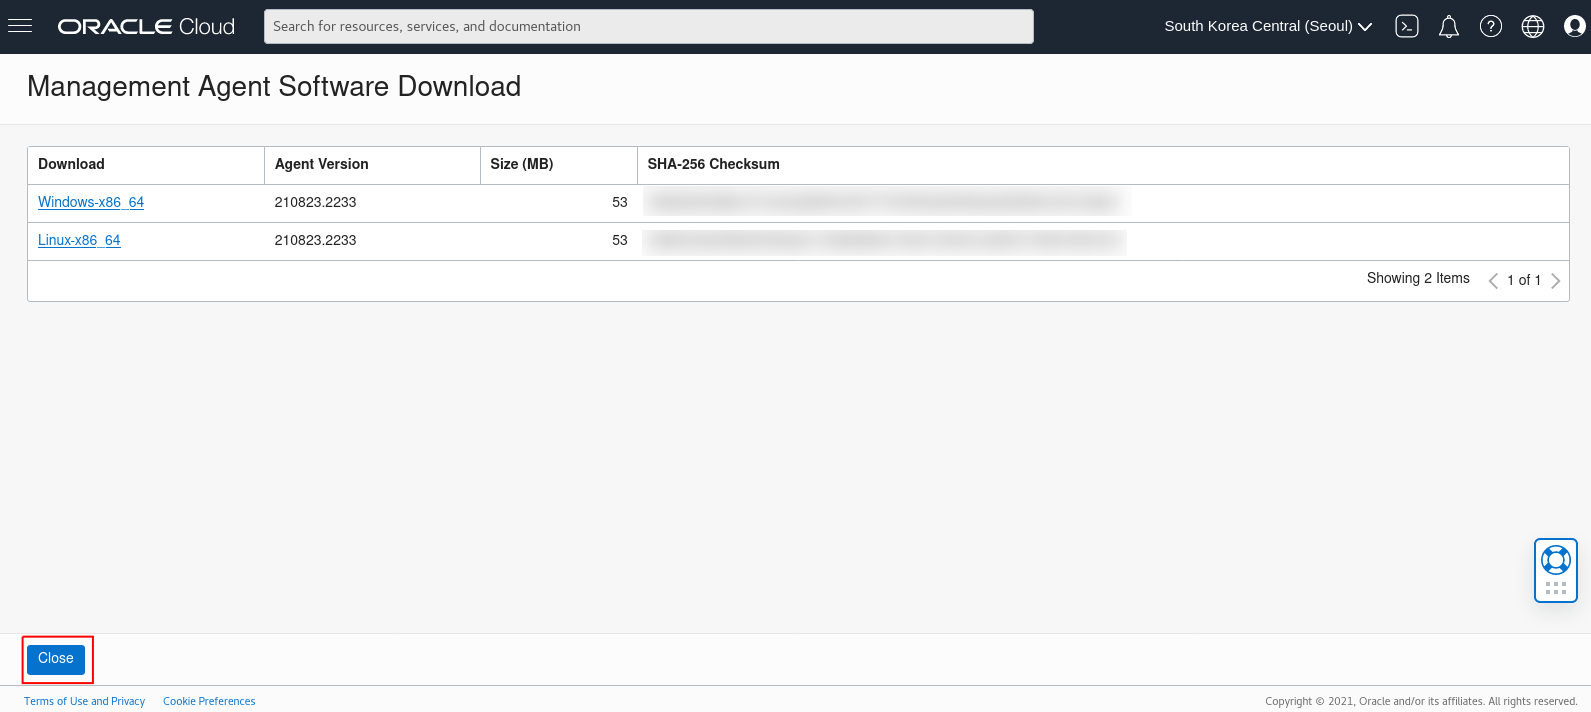 ORACLE Cloud Search for resources, services, and documentation South Korea Central (Seoul)
Management Agent Software Download
Download Agent Version Size (MB) SHA-256 Checksum
Windows-x86_64 210823.2233 53
Linux-x86_64 210823.2233 53
Showing 2 Items 1 of 1
Close
Terms of Use and Privacy Cookie Preferences Copyright © 2021, Oracle and/or its affiliates. All rights reserved.